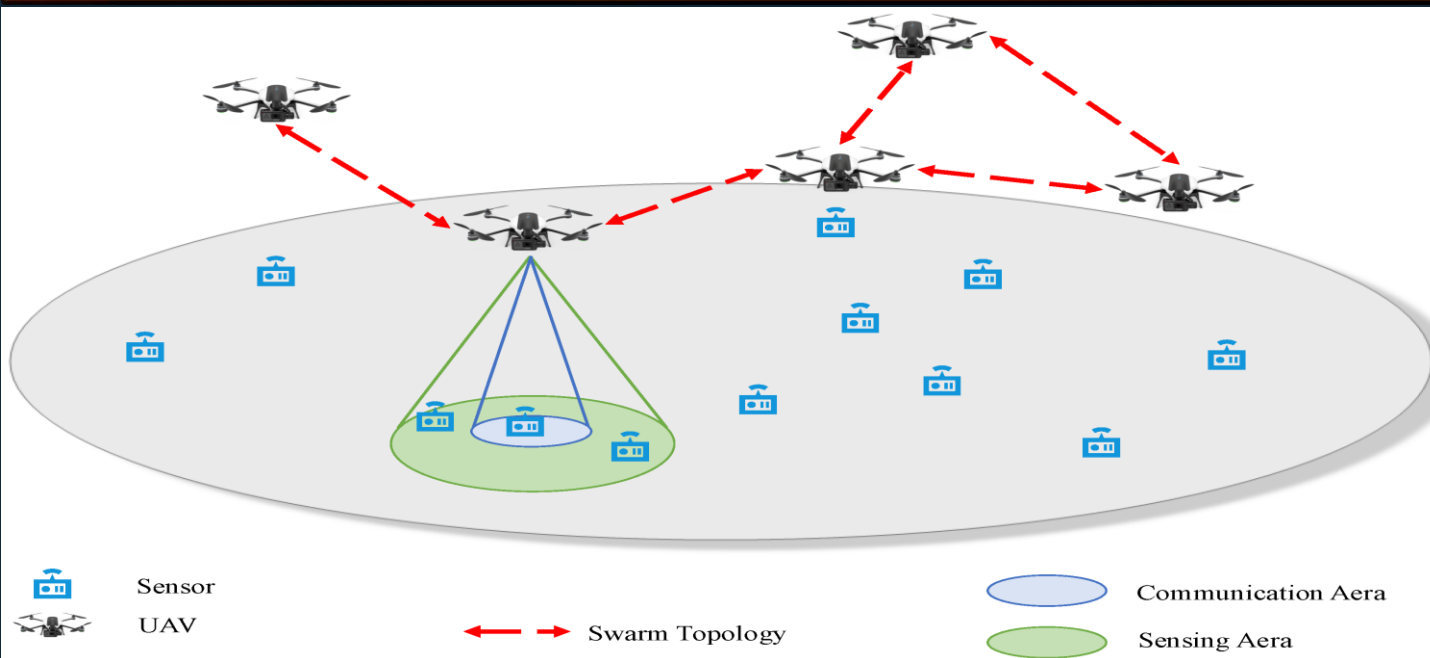 Sensor
UAV
Swarm Topology
Communication Aera
Sensing Aera